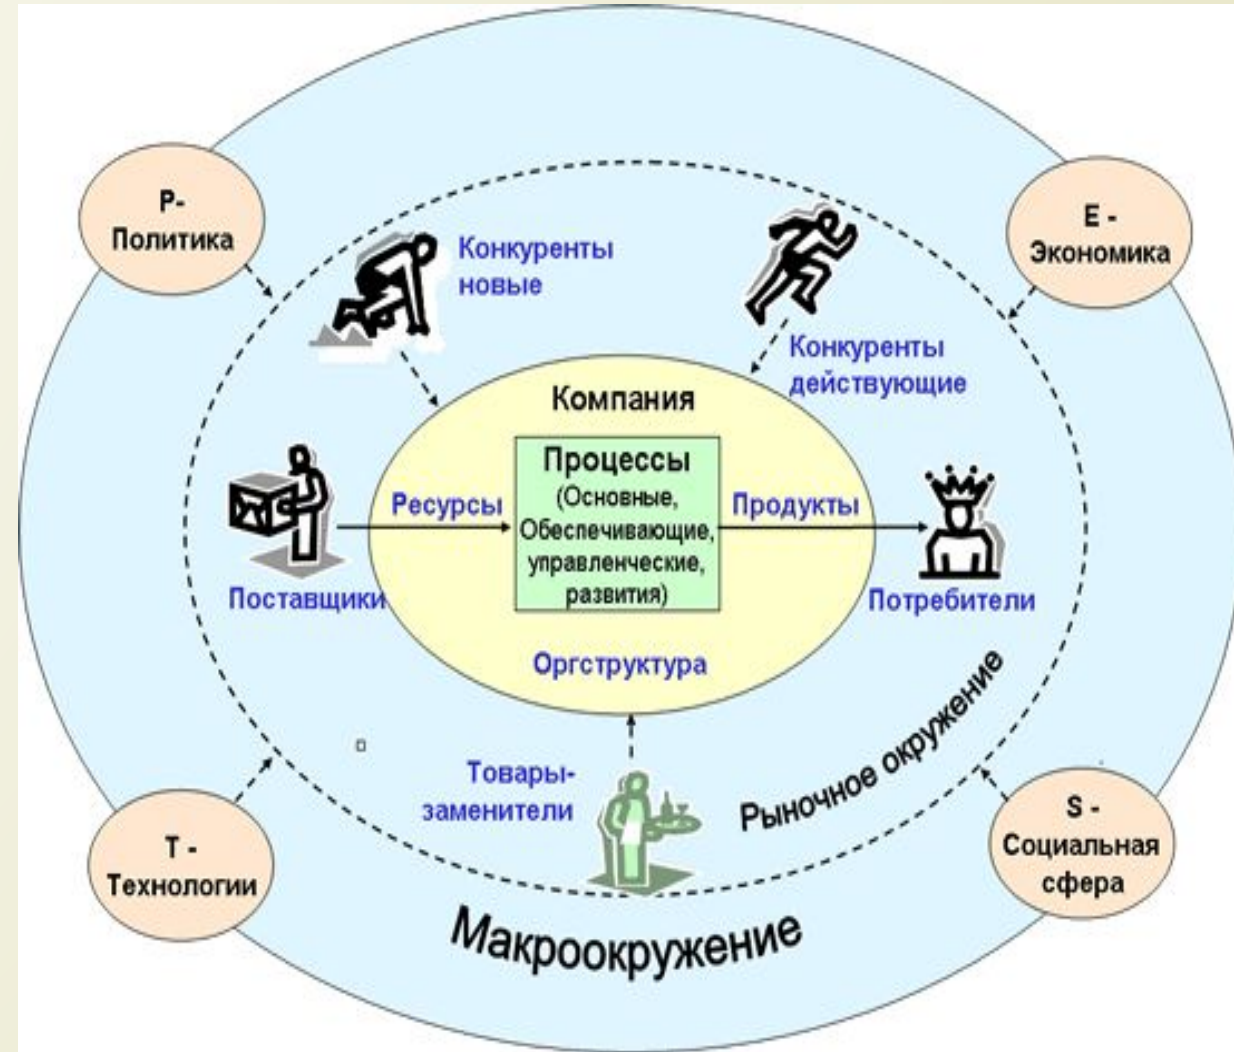 P-
Политика
E -
Экономика
Конкуренты
новые
Конкуренты
действующие
Компания
Процессы
(Основные,
Обеспечивающие,
управленческие,
развития)
Ресурсы
Продукты
Поставщики
Потребители
Оргструктура
Товары-
заменители
Рыночное окружение
T -
Технологии
S -
Социальная
сфера
Макроокружение